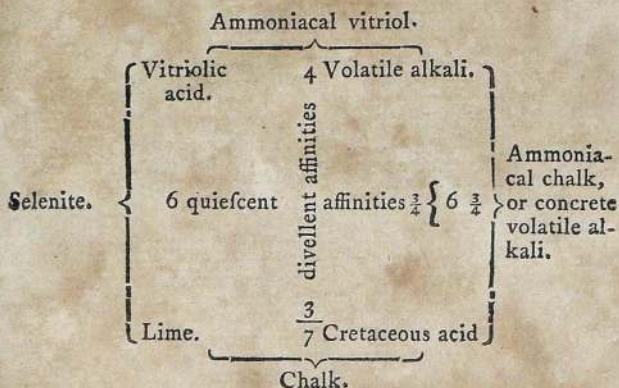 Ammoniacal vitriol.
Vitriolic 4 Volatile alkali.
acid.
divellent affinities
Selenite. 6 quieſcent affinities ¾ { 6 ¾
Ammonia-
cal chalk,
or concrete
volatile al-
kali.
3
Lime. 7 Cretaceous acid
Chalk.